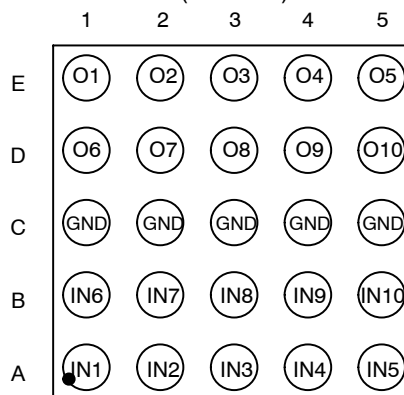 1 2 3 4 5
E O1 O2 O3 O4 O5
D O6 O7 O8 O9 O10
C GND GND GND GND GND
B IN6 IN7 IN8 IN9 IN10
A IN1 IN2 IN3 IN4 IN5